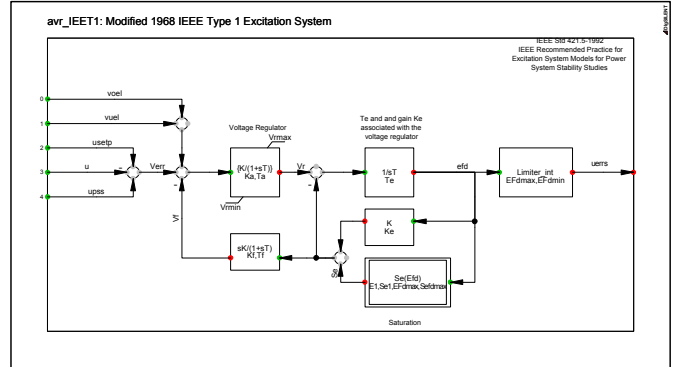 avr_IEET1: Modified 1968 IEEE Type 1 Excitation System
DIgSILENT
IEEE Std 421.5-1992
IEEE Recommended Practice for
Excitation System Models for Power
System Stability Studies
0
voel
1
vuel
2
usetp
3
u
4
upss
-
Verr
-
Voltage Regulator
Vrmax
{K/(1+sT)}
Ka,Ta
Vrmin
Vr
-
Te and and gain Ke
associated with the
voltage regulator
1/sT
Te
efd
Limiter_int
EFdmax,EFdmin
uerrs
K
Ke
Vf
sK/(1+sT)
Kf,Tf
Se
Se(Efd)
E1,Se1,EFdmax,Sefdmax
Saturation